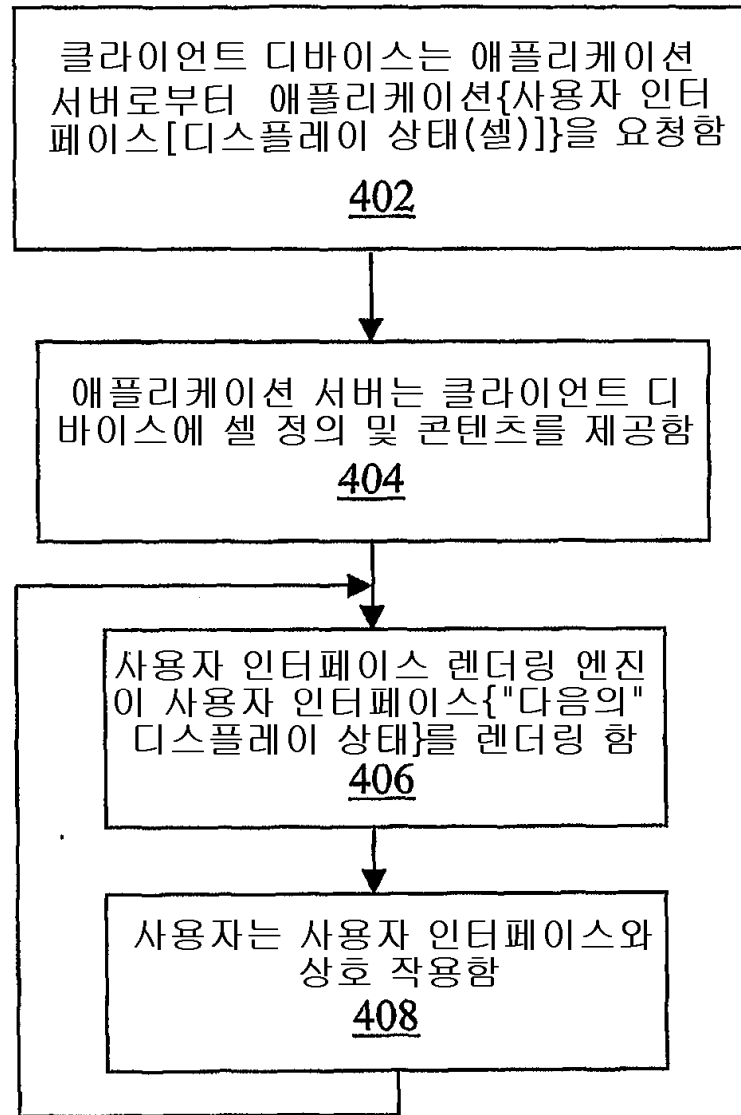 클라이언트 디바이스는 애플리케이션
서버로부터 애플리케이션{사용자 인터
페이스[디스플레이 상태(셀)]}을 요청함
402
애플리케이션 서버는 클라이언트 디
바이스에 셀 정의 및 콘텐츠를 제공함
404
사용자 인터페이스 렌더링 엔진
이 사용자 인터페이스{"다음의"
디스플레이 상태}를 렌더링 함
406
사용자는 사용자 인터페이스와
상호 작용함
408